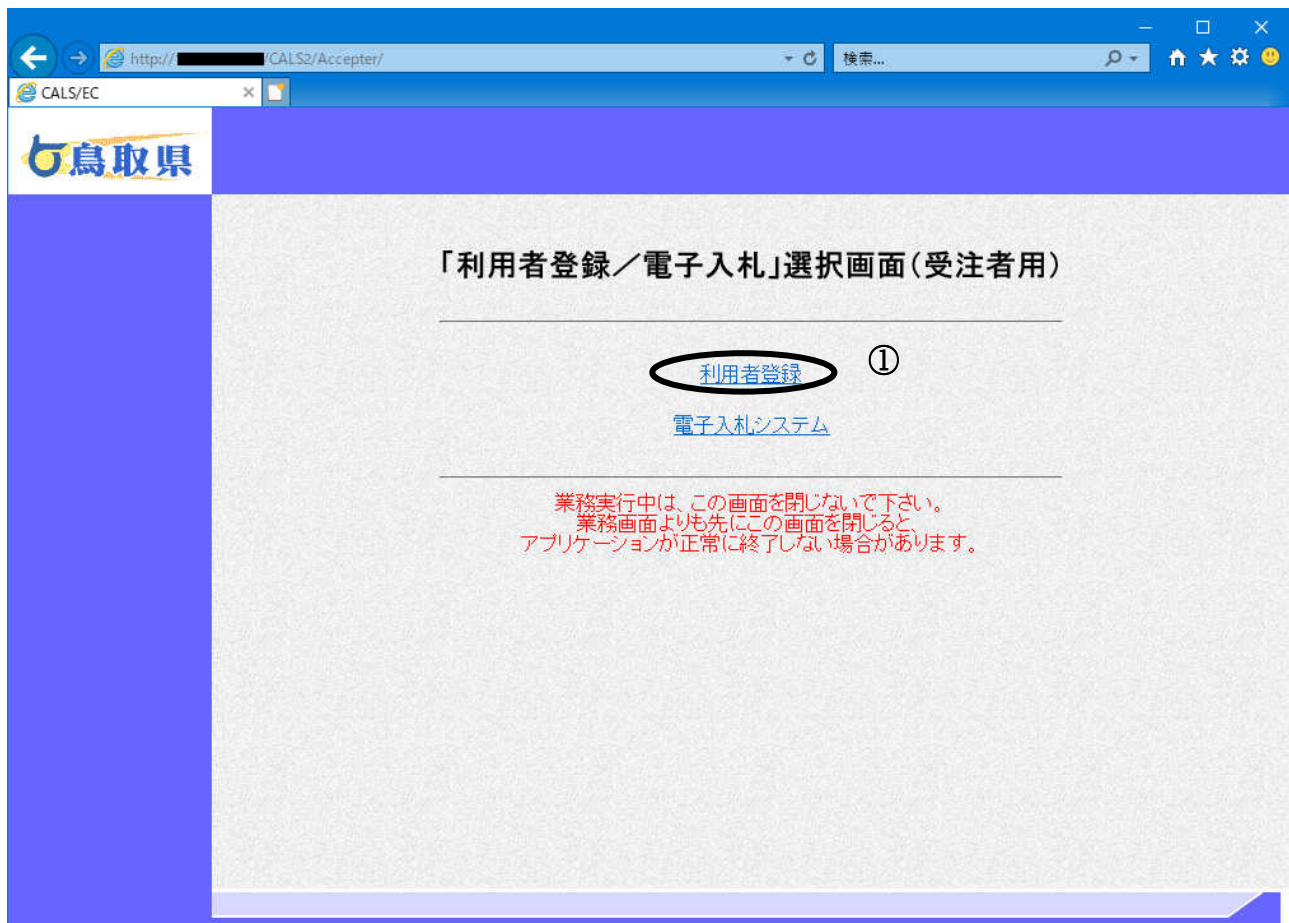 http:// /CALS2/Accepter/
検索...
CALS/EC
鳥取県
「利用者登録／電子入札」選択画面（受注者用）
利用者登録
①
電子入札システム
業務実行中は、この画面を閉じないで下さい。
業務画面よりも先にこの画面を閉じると、
アプリケーションが正常に終了しない場合があります。